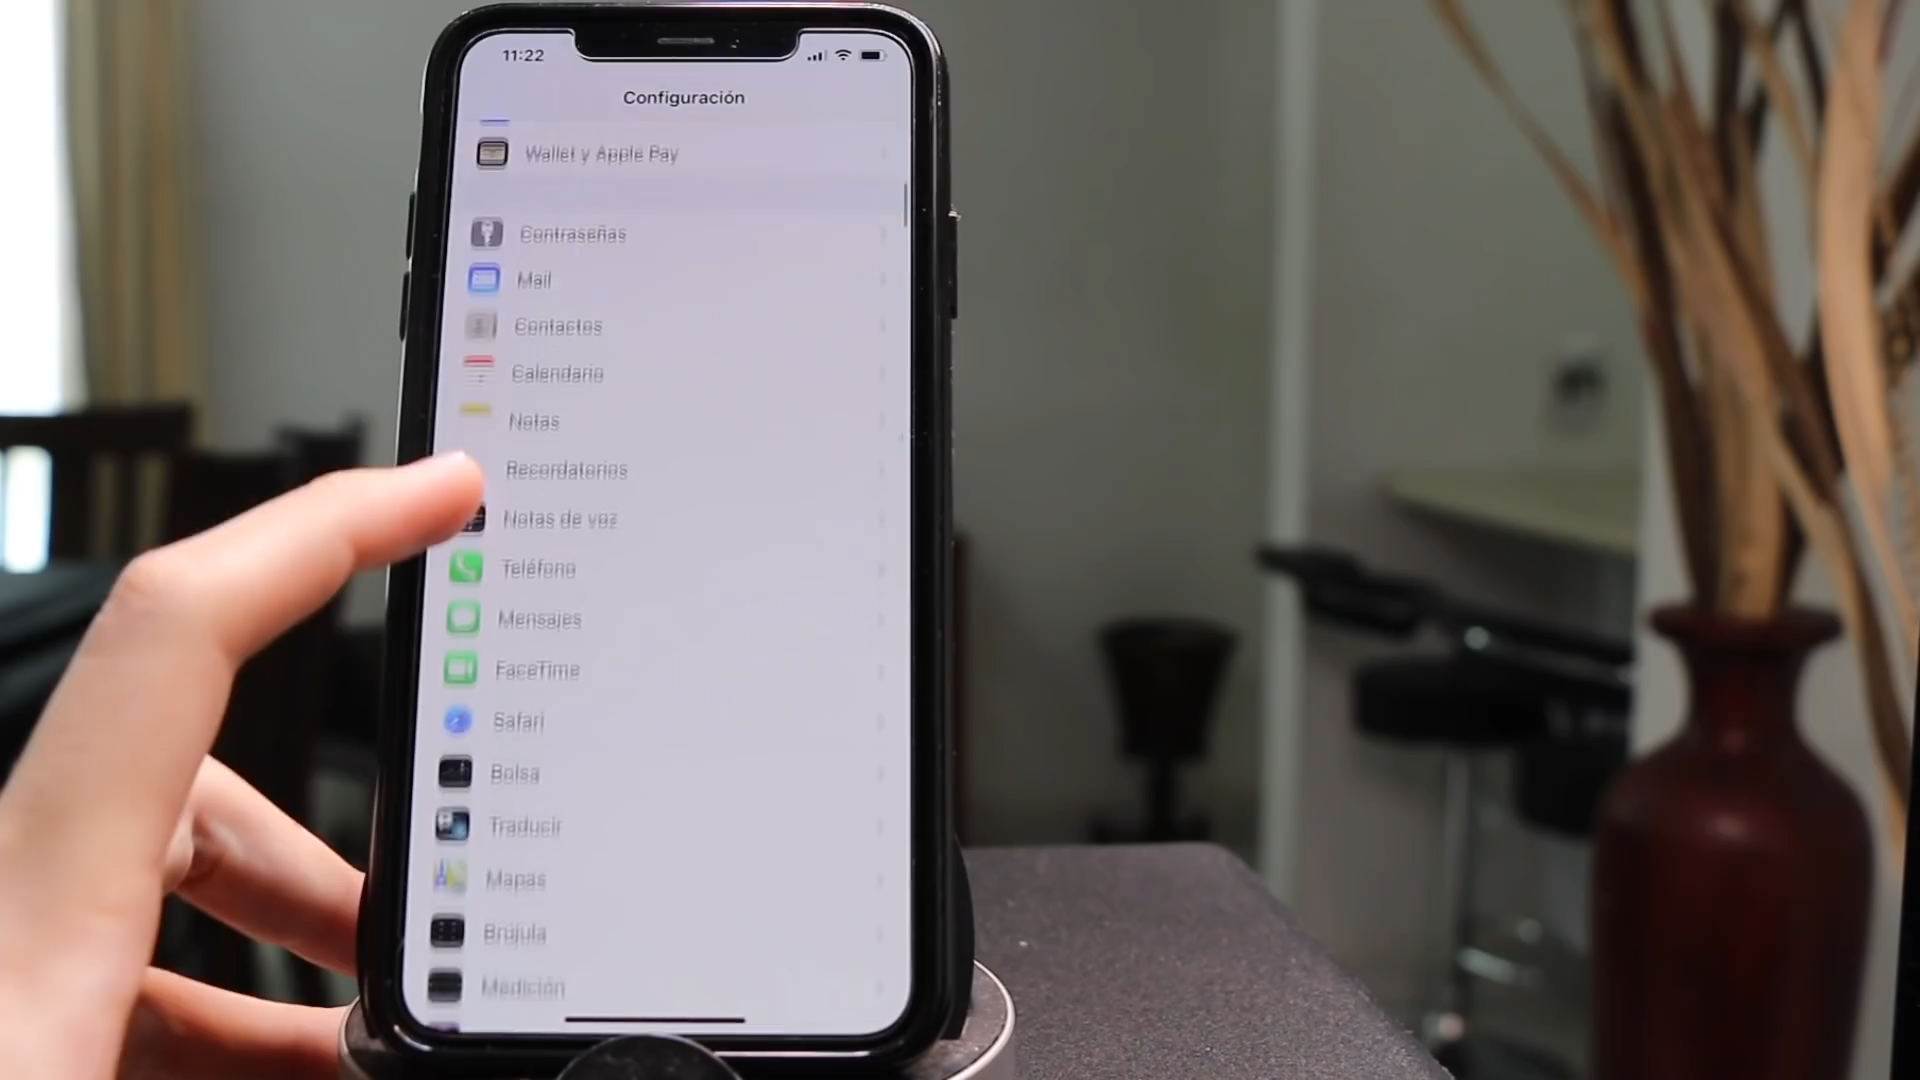 11:22
Configuración
Wallet y Apple Pay
Contraseñas
Mail
Contactos
Calendario
Notas
Recordatorios
Notas de voz
Teléfono
Mensajes
FaceTime
Safari
Bolsa
Traducir
Mapas
Brújula
Medición